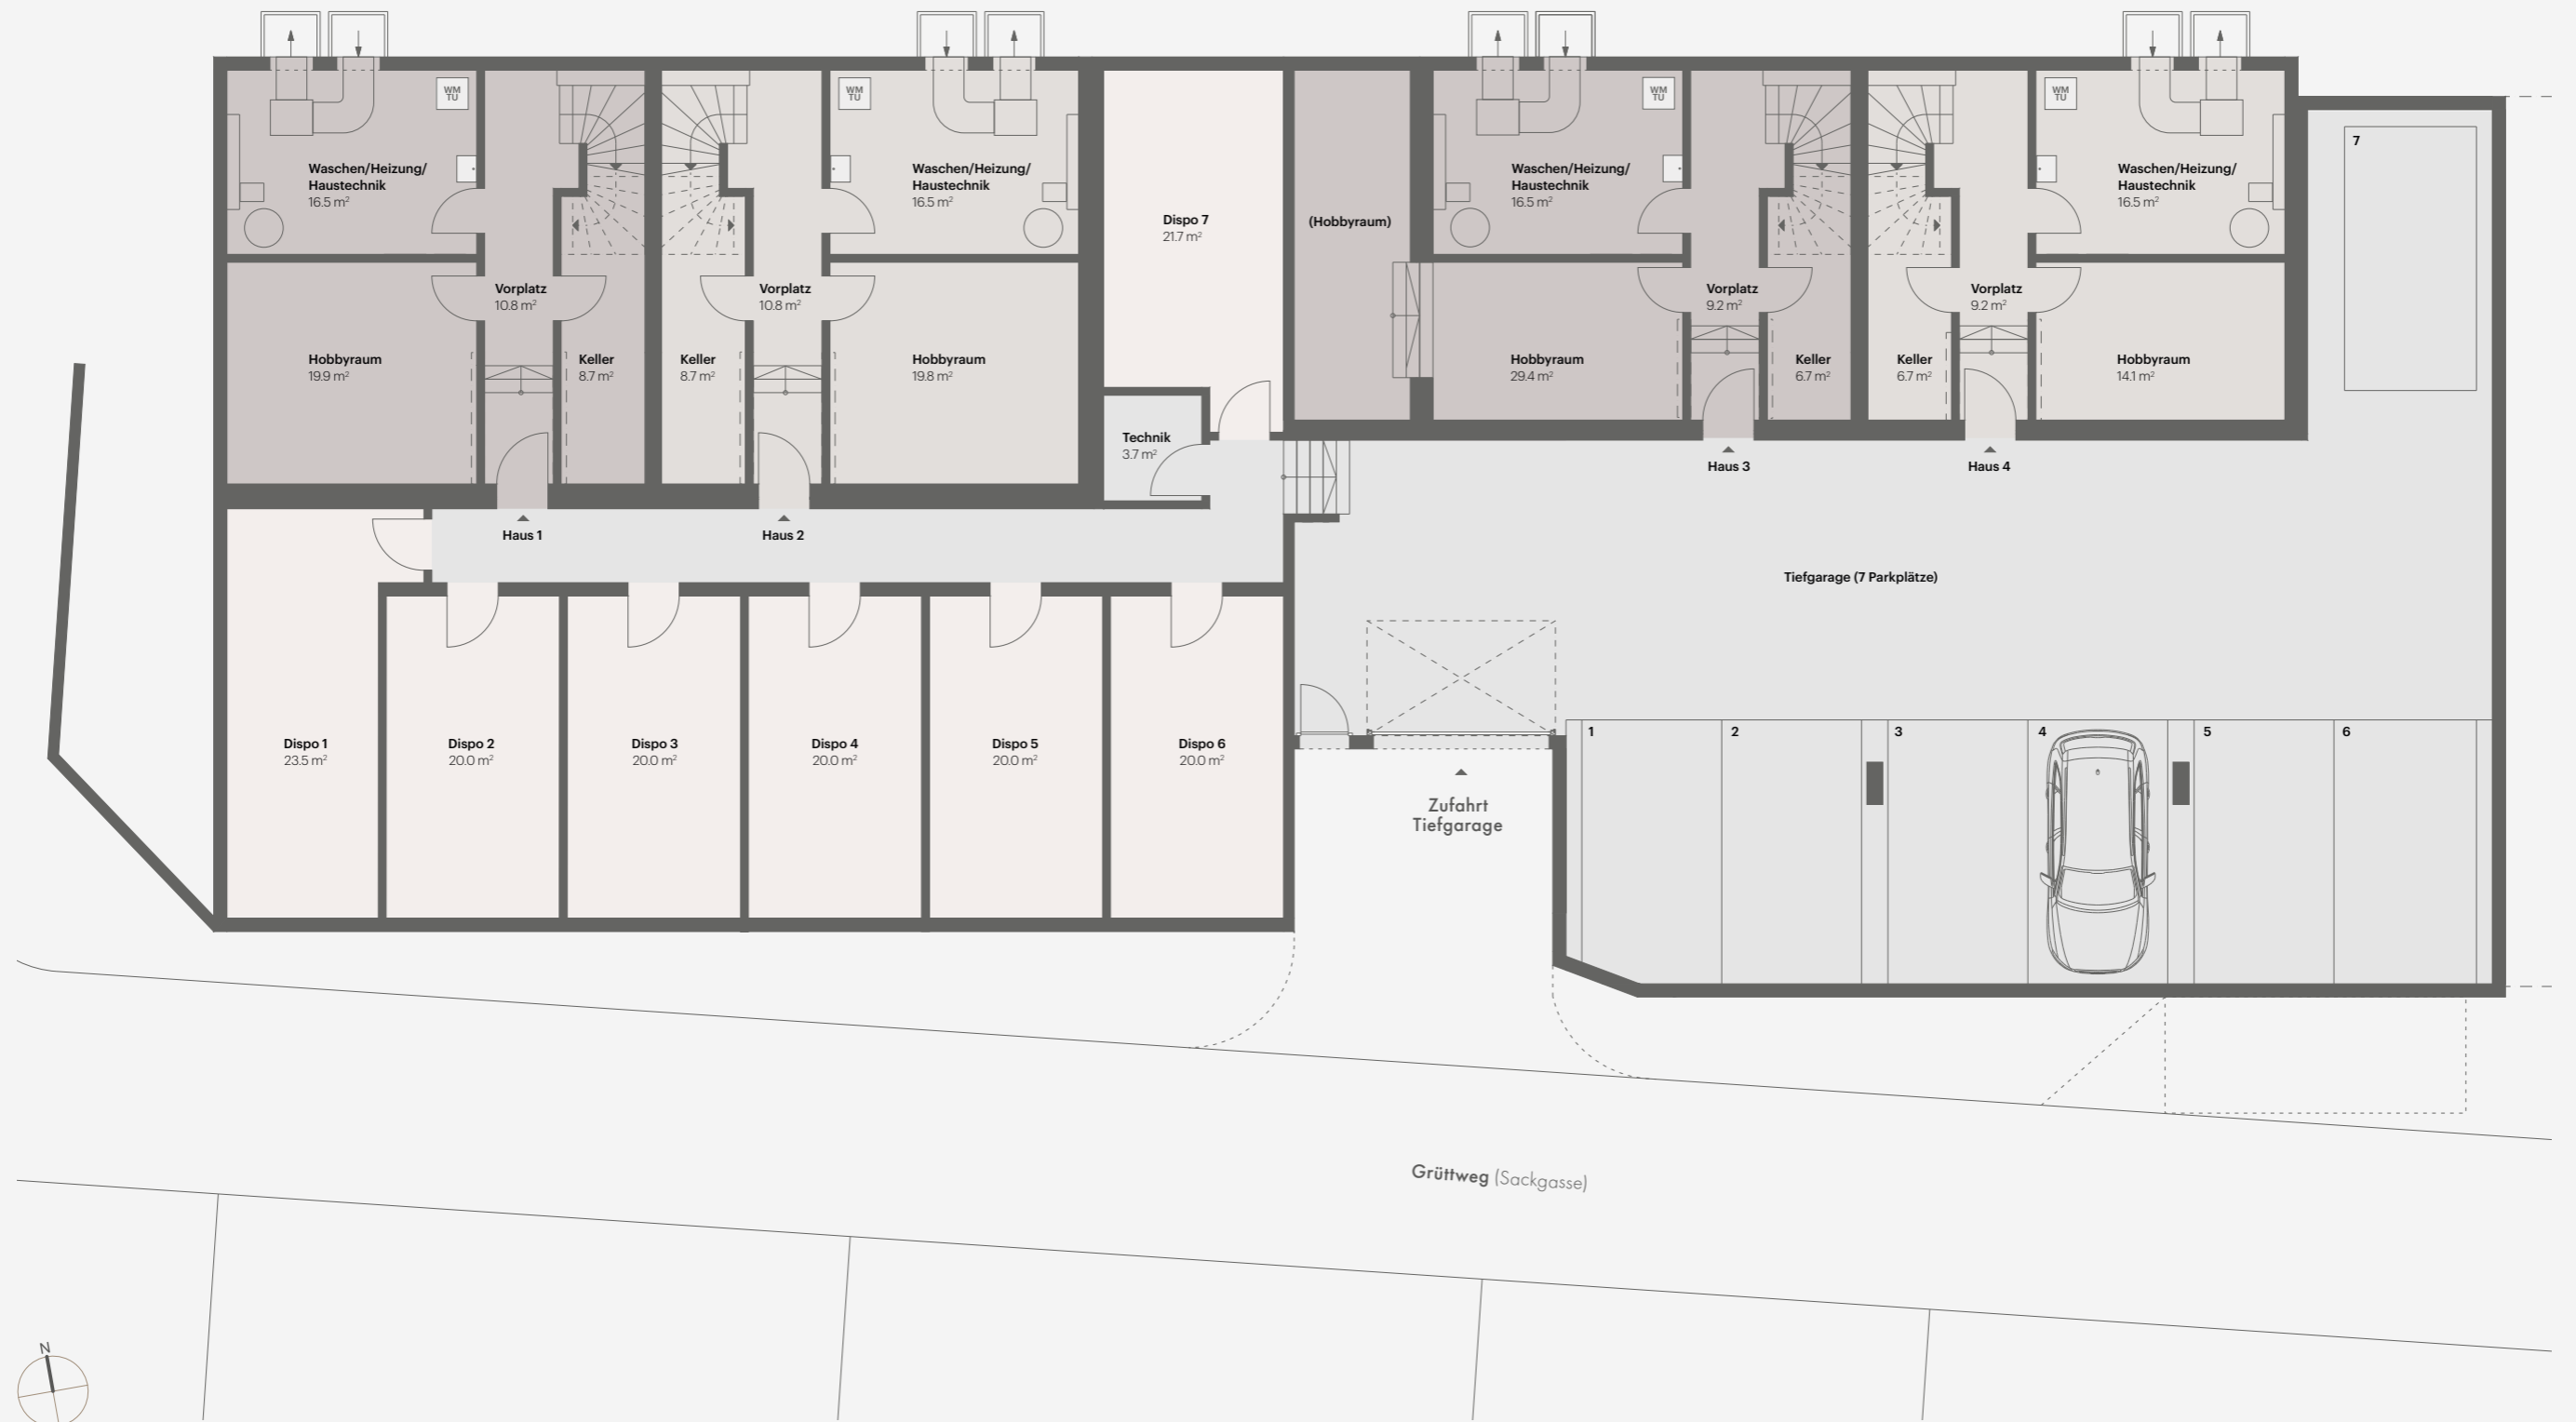 WM
TU
Waschen/Heizung/
Haustechnik
16.5 m²
Vorplatz
10.8 m²
Hobbyraum
19.9 m²
Keller
8.7 m²
Haus 1
WM
TU
Waschen/Heizung/
Haustechnik
16.5 m²
Vorplatz
10.8 m²
Keller
8.7 m²
Hobbyraum
19.8 m²
Haus 2
Dispo 7
21.7 m²
Technik
3.7 m²
(Hobbyraum)
WM
TU
Waschen/Heizung/
Haustechnik
16.5 m²
Vorplatz
9.2 m²
Hobbyraum
29.4 m²
Keller
6.7 m²
Haus 3
WM
TU
Waschen/Heizung/
Haustechnik
16.5 m²
Vorplatz
9.2 m²
Keller
6.7 m²
Hobbyraum
14.1 m²
Haus 4
7
Tiefgarage (7 Parkplätze)
Dispo 1
23.5 m²
Dispo 2
20.0 m²
Dispo 3
20.0 m²
Dispo 4
20.0 m²
Dispo 5
20.0 m²
Dispo 6
20.0 m²
Zufahrt
Tiefgarage
1
2
3
4
5
6
Grüttweg (Sackgasse)
N